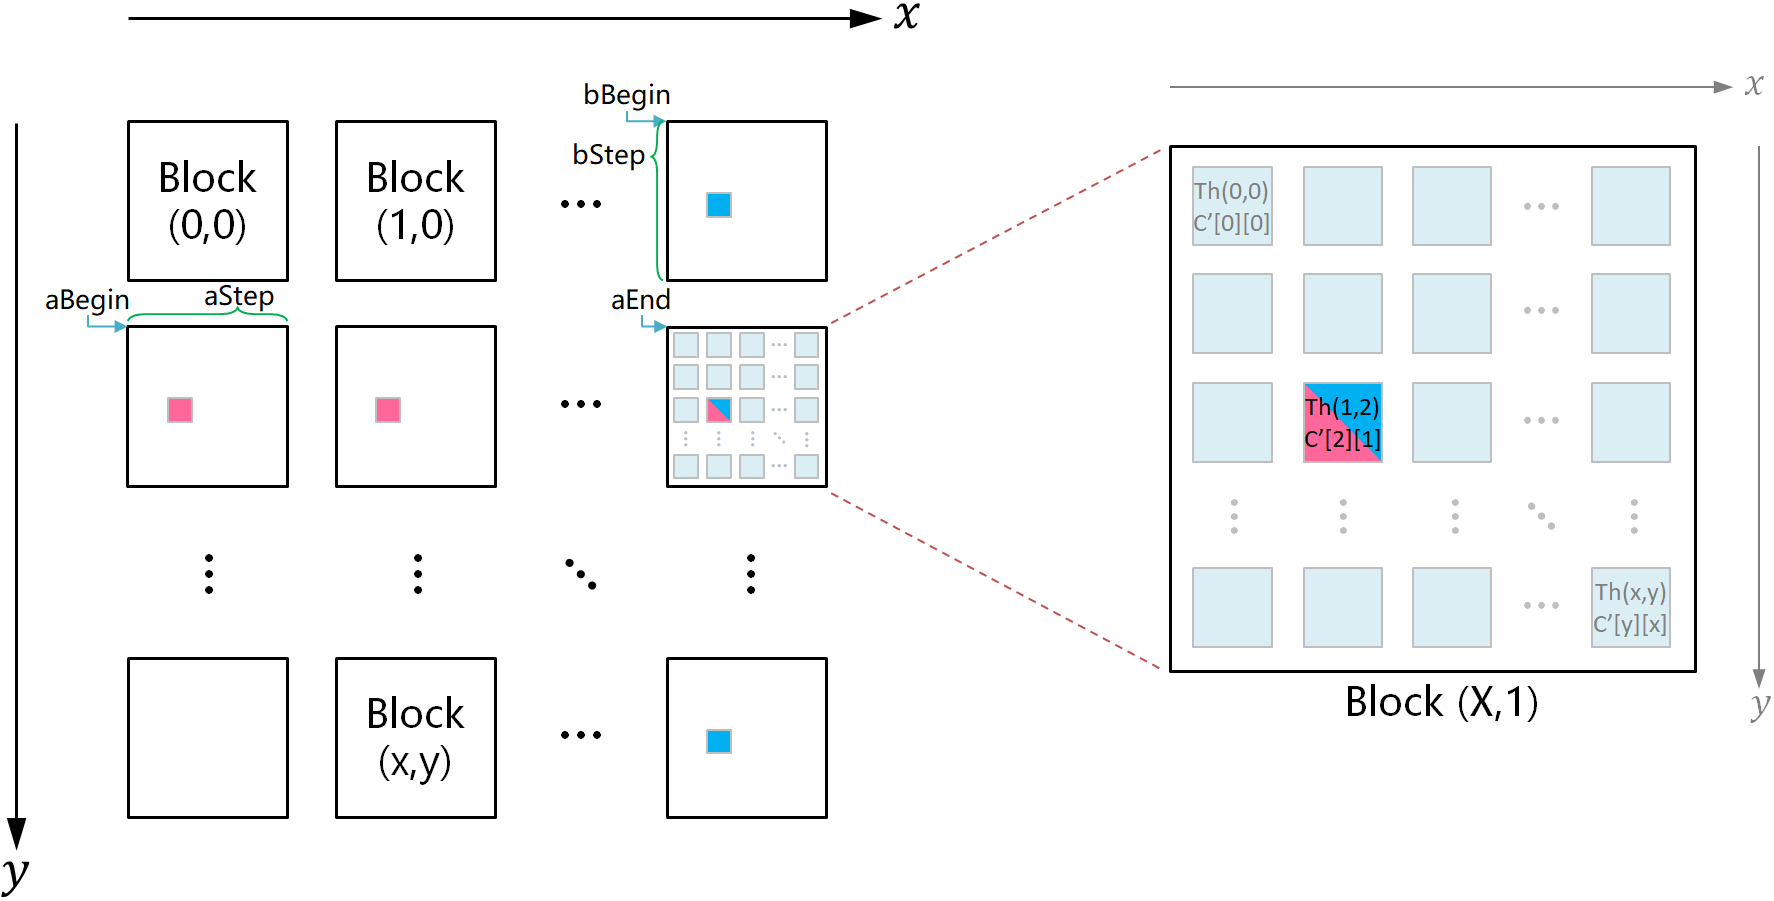 x
bBegin
x
bStep
Block
(0,0)
Block
(1,0)
Th(0,0)
C’[0][0]
aBegin
aStep
aEnd
Th(1,2)
C’[2][1]
Th(x,y)
C’[y][x]
Block
(x,y)
Block (X,1)
y
y